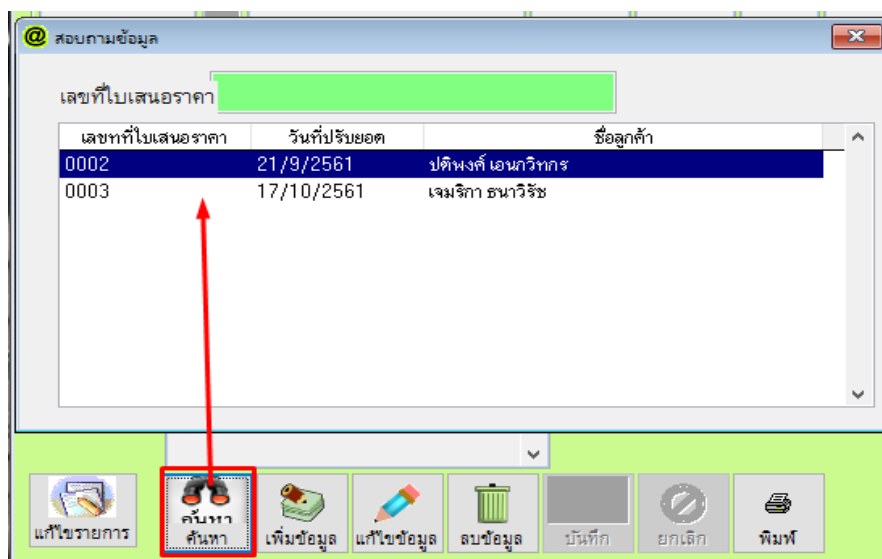 สอบถามข้อมูล
เลขที่ใบเสนอราคา
เลขทที่ใบเสนอราคา วันที่ปรับยอด ชื่อลูกค้า
0002 21/9/2561 ปติพงศ์ เอนกวิทกร
0003 17/10/2561 เจมริกา ธนาวิรัช
ค้นหา
แก้ไขรายการ ค้นหา เพิ่มข้อมูล แก้ไขข้อมูล ลบข้อมูล บันทึก ยกเลิก พิมพ์